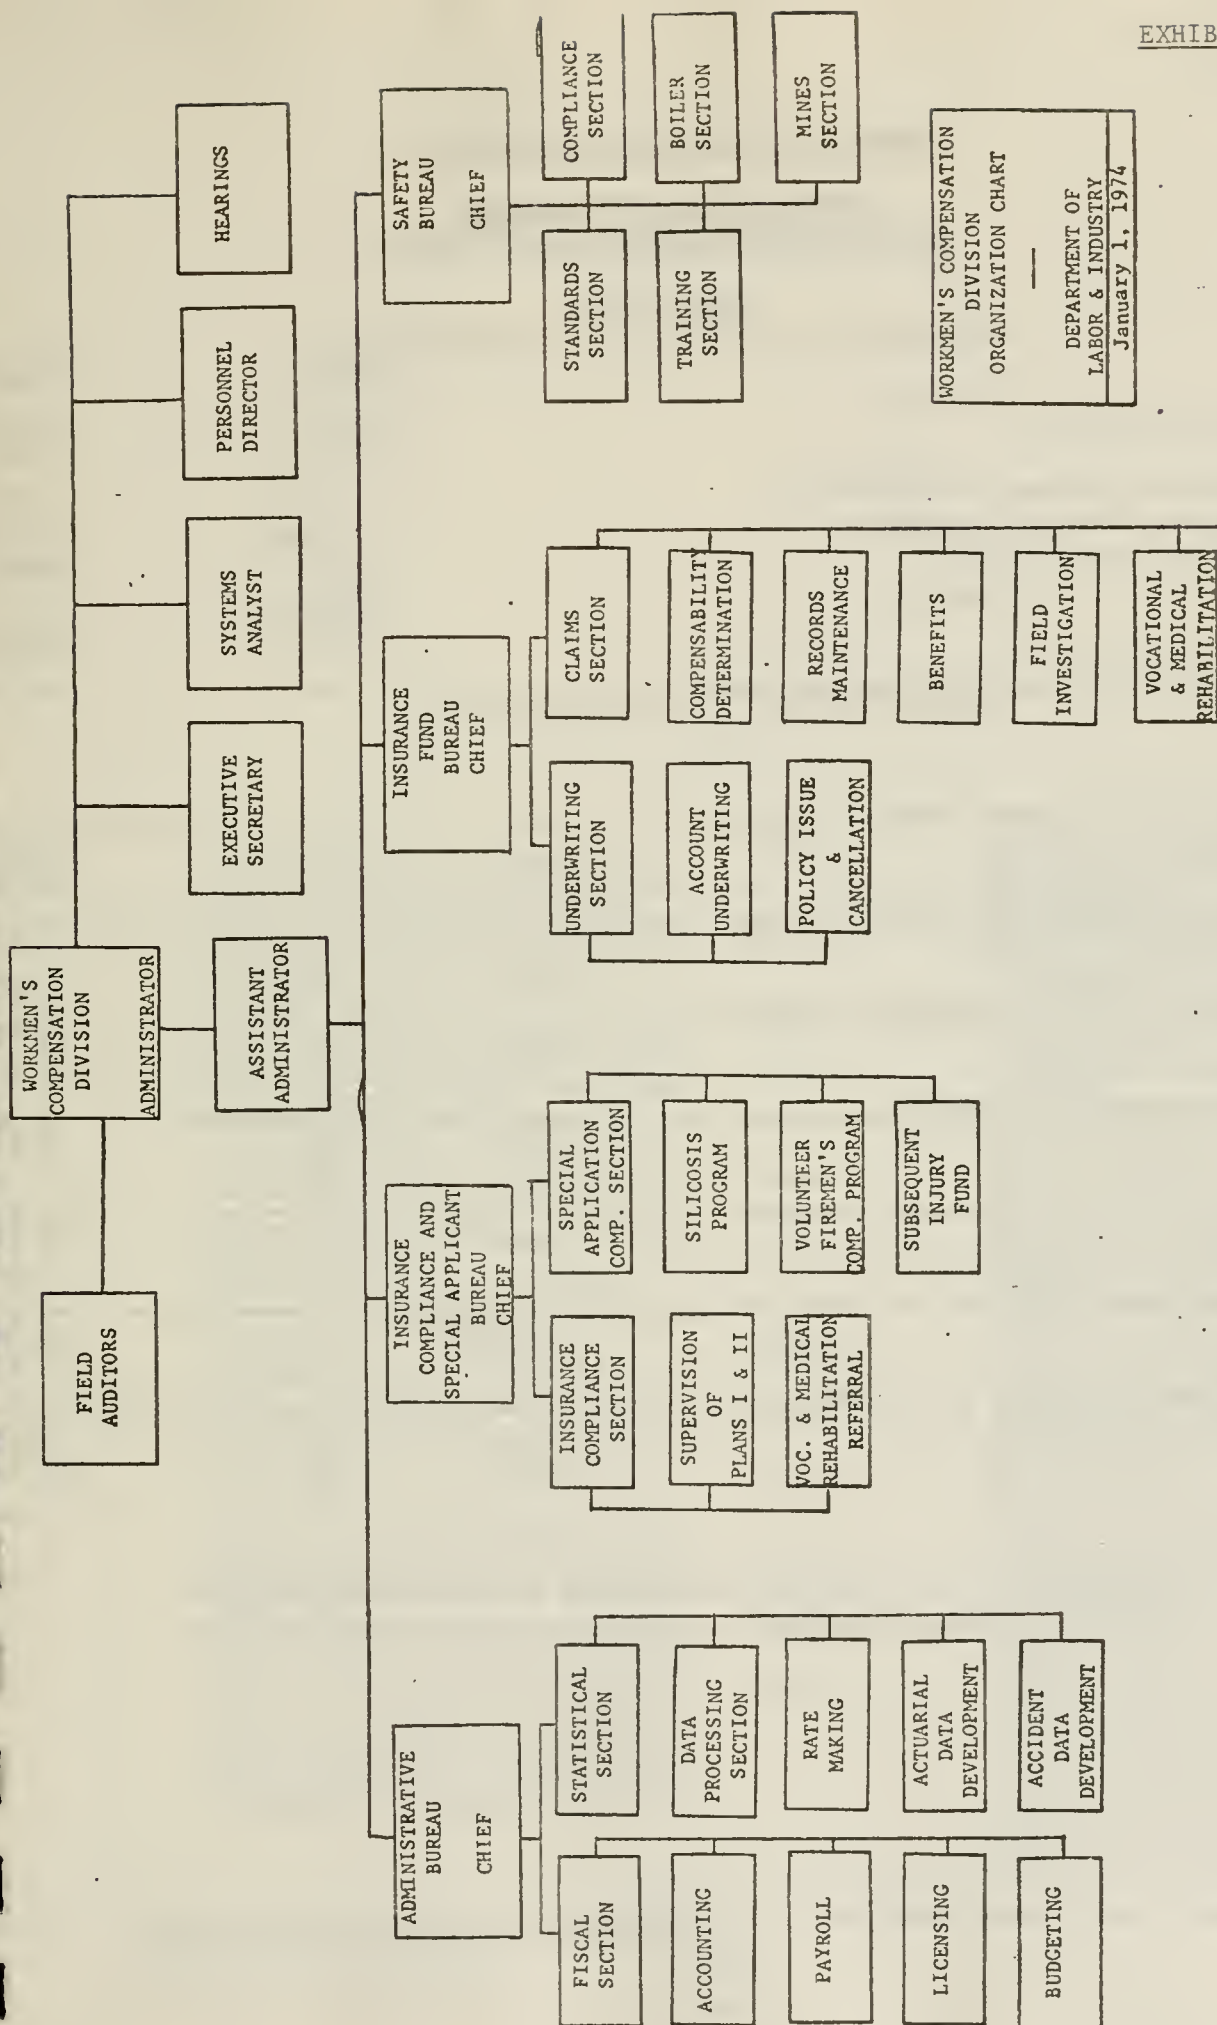 EXHIB
WORKMEN'S
COMPENSATION
DIVISION
ADMINISTRATOR
FIELD
AUDITORS
ASSISTANT
ADMINISTRATOR
EXECUTIVE
SECRETARY
SYSTEMS
ANALYST
PERSONNEL
DIRECTOR
HEARINGS
ADMINISTRATIVE
BUREAU
CHIEF
FISCAL
SECTION
ACCOUNTING
PAYROLL
LICENSING
BUDGETING
STATISTICAL
SECTION
DATA
PROCESSING
SECTION
RATE
MAKING
ACTUARIAL
DATA
DEVELOPMENT
ACCIDENT
DATA
DEVELOPMENT
INSURANCE
COMPLIANCE AND
SPECIAL APPLICANT
BUREAU
CHIEF
INSURANCE
COMPLIANCE
SECTION
SUPERVISION
OF
PLANS I & II
VOC. & MEDICAL
REHABILITATION
REFERRAL
SPECIAL
APPLICATION
COMP. SECTION
SILICOSIS
PROGRAM
VOLUNTEER
FIREMEN'S
COMP. PROGRAM
SUBSEQUENT
INJURY
FUND
INSURANCE
FUND
BUREAU
CHIEF
UNDERWRITING
SECTION
ACCOUNT
UNDERWRITING
POLICY ISSUE
&
CANCELLATION
CLAIMS
SECTION
COMPENSABILITY
DETERMINATION
RECORDS
MAINTENANCE
BENEFITS
FIELD
INVESTIGATION
VOCATIONAL
& MEDICAL
REHABILITATION
SAFETY
BUREAU
CHIEF
STANDARDS
SECTION
TRAINING
SECTION
COMPLIANCE
SECTION
BOILER
SECTION
MINES
SECTION
WORKMEN'S COMPENSATION
DIVISION
ORGANIZATION CHART
—
DEPARTMENT OF
LABOR & INDUSTRY
January 1, 1974